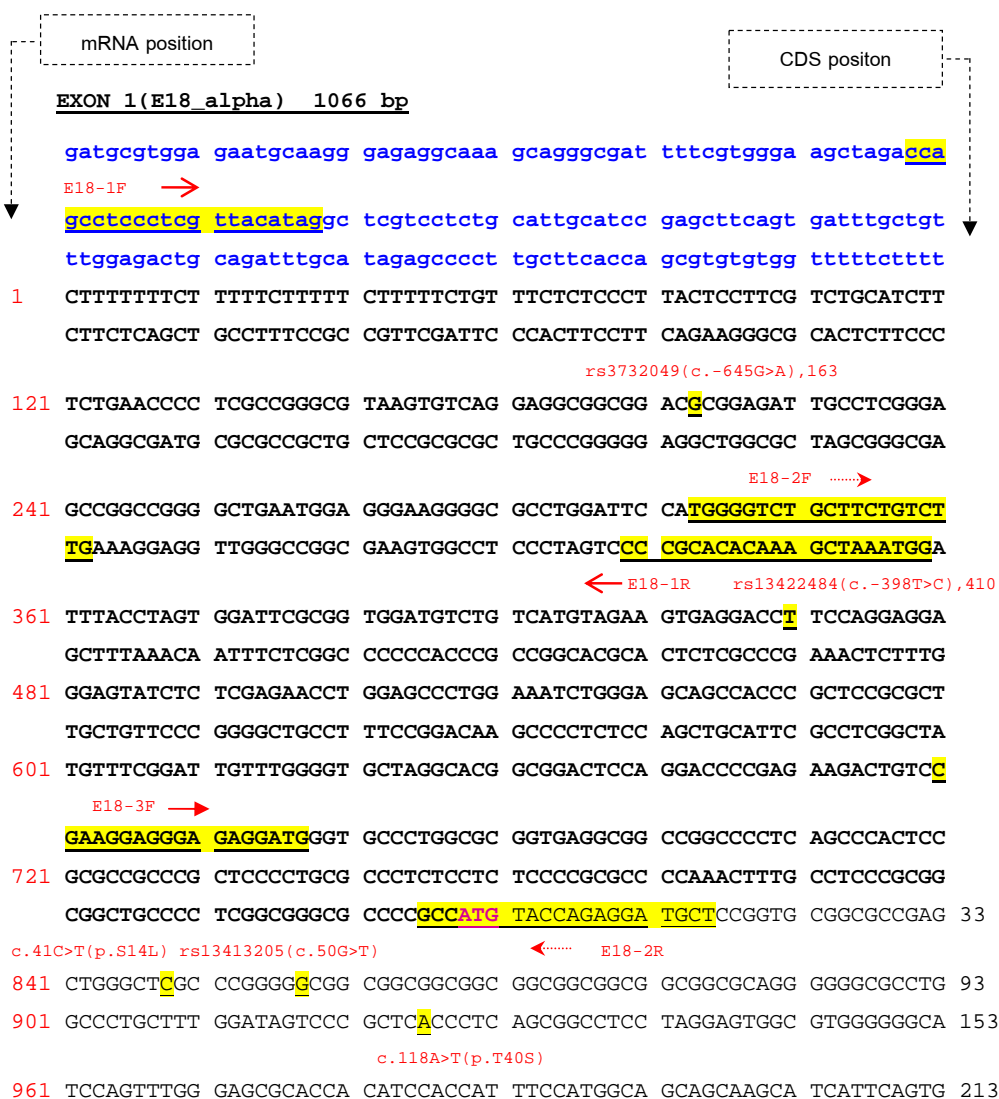 mRNA position
CDS positon
EXON 1(E18_alpha) 1066 bp
gatgcgtgga gaatgcaagg gagaggcaaa gcagggcgat tttcgtggga agctagacca
E18-1F
gcctccctcg ttacataggc tcgtcctctg cattgcatcc gagcttcagt gatttgctgt
ttggagactg cagatttgca tagagcccct tgcttcacca gcgtgtgtgg tttttctttt
1 CTTTTTTTCT TTTTCTTTTT CTTTTTCTGT TTCTCTCCCT TACTCCTTCG TCTGCATCTT
CTTCTCAGCT GCCTTTCCGC CGTTCGATTC CCACTTCCTT CAGAAGGGCG CACTCTTCCC
rs3732049(c.-645G>A),163
121 TCTGAACCCC TCGCCGGGCG TAAGTGTCAG GAGGCGGCGG ACGCGGAGAT TGCCTCGGGA
GCAGGCGATG CGCGCCGCTG CTCCGCGCGC TGCCCGGGGG AGGCTGGCGC TAGCGGGCGA
E18-2F
241 GCCGGCCGGG GCTGAATGGA GGGAAGGGGC GCCTGGATTC CATGGGGTCT GCTTCTGTCT
TGAAAGGAGG TTGGGCCGGC GAAGTGGCCT CCCTAGTCCC CGCACACAAA GCTAAATGGA
E18-1R rs13422484(c.-398T>C),410
361 TTTACCTAGT GGATTCGCGG TGGATGTCTG TCATGTAGAA GTGAGGACCT TCCAGGAGGA
GCTTTAAACA ATTTCTCGGC CCCCCACCCG CCGGCACGCA CTCTCGCCCG AAACTCTTTG
481 GGAGTATCTC TCGAGAACCT GGAGCCCTGG AAATCTGGGA GCAGCCACCC GCTCCGCGCT
TGCTGTTCCC GGGGCTGCCT TTCCGGACAA GCCCCTCTCC AGCTGCATTC GCCTCGGCTA
601 TGTTTCGGAT TGTTTGGGGT GCTAGGCACG GCGGACTCCA GGACCCCGAG AAGACTGTCC
E18-3F
GAAGGAGGGA GAGGATGGGT GCCCTGGCGC GGTGAGGCGG CCGGCCCCTC AGCCCACTCC
721 GCGCCGCCCG CTCCCCTGCG CCCTCTCCTC TCCCCGCGCC CCAAACTTTG CCTCCCGCGG
CGGCTGCCCC TCGGCGGGCG CCCCGCCATG TACCAGAGGA TGCTCCGGTG CGGCGCCGAG 33
c.41C>T(p.S14L) rs13413205(c.50G>T) E18-2R
841 CTGGGCTCGC CCGGGGGCGG CGGCGGCGGC GGCGGCGGCG GCGGCGCAGG GGGGCGCCTG 93
901 GCCCTGCTTT GGATAGTCCC GCTCACCCTC AGCGGCCTCC TAGGAGTGGC GTGGGGGGCA 153
c.118A>T(p.T40S)
961 TCCAGTTTGG GAGCGCACCA CATCCACCAT TTCCATGGCA GCAGCAAGCA TCATTCAGTG 213